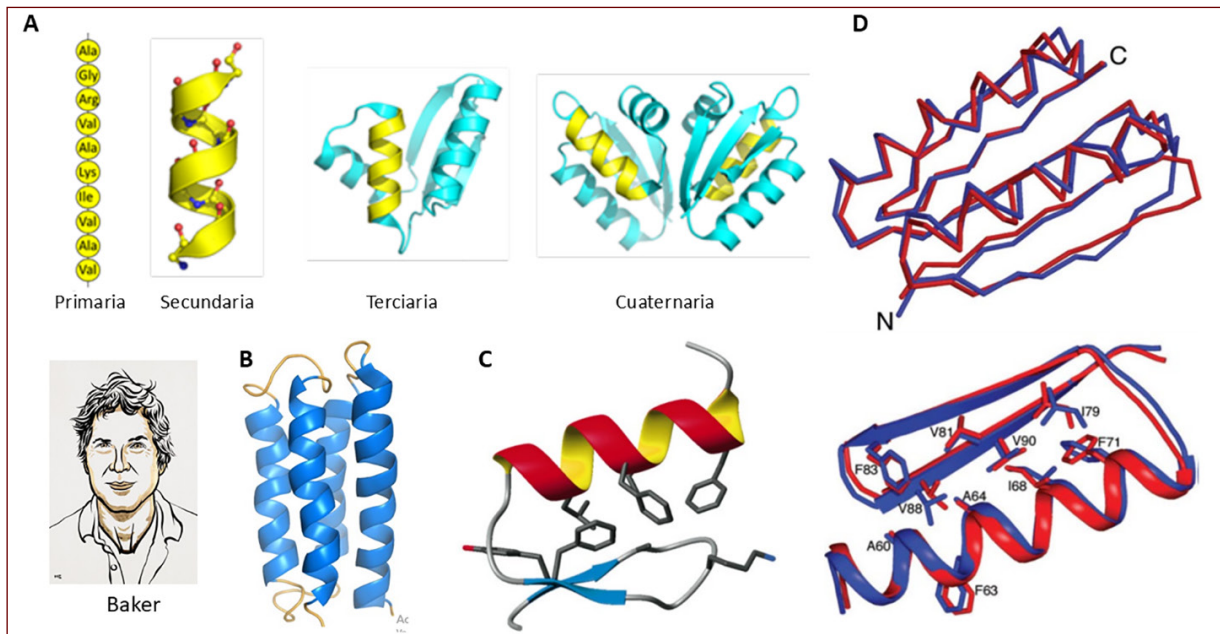 A
Ala
Gly
Arg
Val
Ala
Lys
Ile
Val
Ala
Val
Primaria
Secundaria
Terciaria
Cuaternaria
D
C
N
Baker
B
C
V81
I79
V90
F71
F83
I68
V88
A64
A60
F63